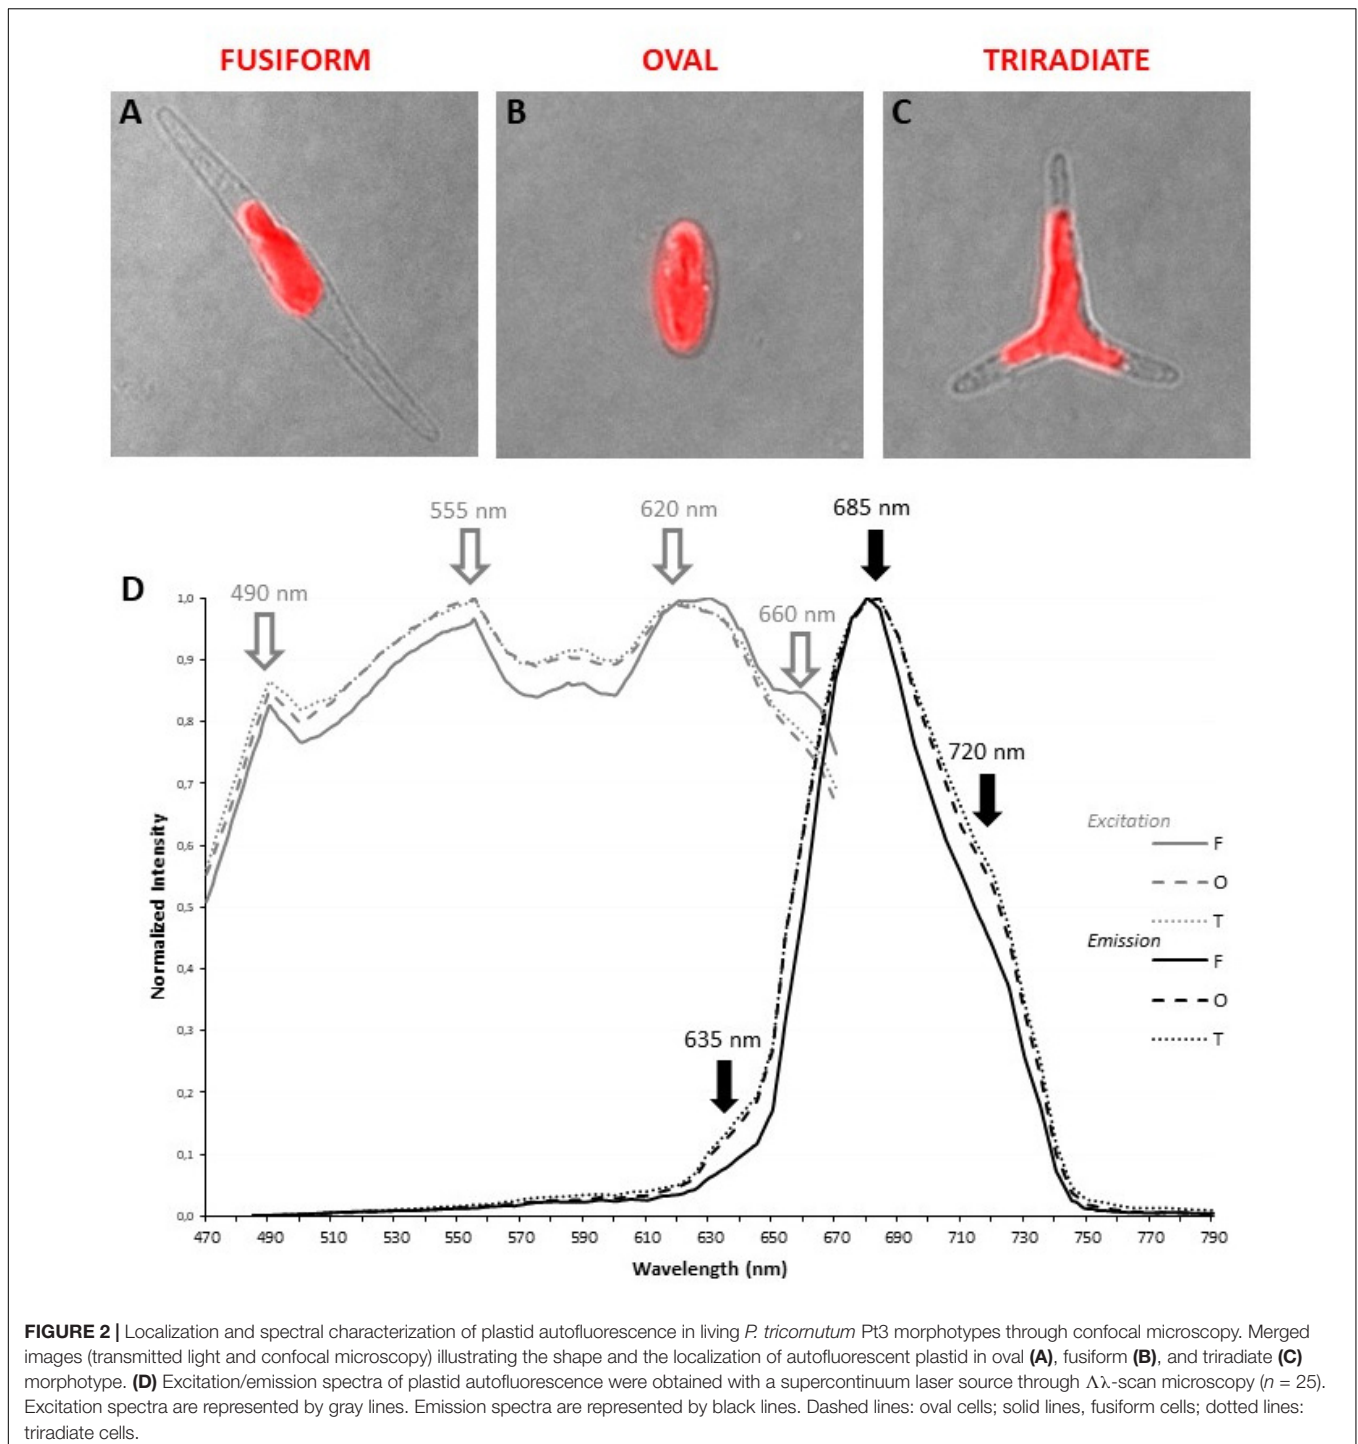 FUSIFORM OVAL TRIRADIATE
A B C
555 nm 620 nm 685 nm
D 490 nm 660 nm
720 nm
635 nm
1,0
0,9
0,8
0,7
0,6
0,5
0,4
0,3
0,2
0,1
0,0
Normalized Intensity
Excitation
F
O
T
Emission
F
O
T
470 490 510 530 550 570 590 610 630 650 670 690 710 730 750 770 790
Wavelength (nm)
FIGURE 2 | Localization and spectral characterization of plastid autofluorescence in living P. tricornutum Pt3 morphotypes through confocal microscopy. Merged
images (transmitted light and confocal microscopy) illustrating the shape and the localization of autofluorescent plastid in oval (A), fusiform (B), and triradiate (C)
morphotype. (D) Excitation/emission spectra of plastid autofluorescence were obtained with a supercontinuum laser source through Λλ-scan microscopy (n = 25).
Excitation spectra are represented by gray lines. Emission spectra are represented by black lines. Dashed lines: oval cells; solid lines, fusiform cells; dotted lines:
triradiate cells.